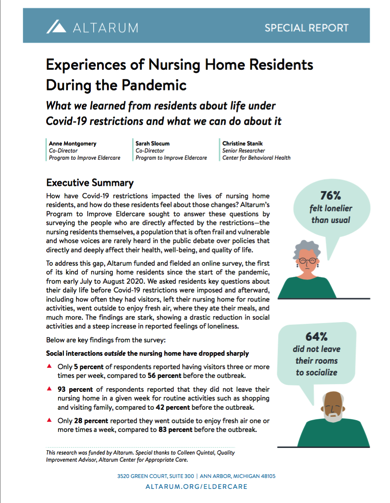 ALTARUM
SPECIAL REPORT
Experiences of Nursing Home Residents
During the Pandemic
What we learned from residents about life under
Covid-19 restrictions and what we can do about it
Anne Montgomery
Co-Director
Program to Improve Eldercare
Sarah Slocum
Co-Director
Program to Improve Eldercare
Christine Stanik
Senior Researcher
Center for Behavioral Health
Executive Summary
How have Covid-19 restrictions impacted the lives of nursing home
residents, and how do these residents feel about those changes? Altarum's
Program to Improve Eldercare sought to answer these questions by
surveying the people who are directly affected by the restrictions—the
nursing residents themselves, a population that is often frail and vulnerable
and whose voices are rarely heard in the public debate over policies that
directly and deeply affect their health, well-being, and quality of life.
To address this gap, Altarum funded and fielded an online survey, the first
of its kind of nursing home residents since the start of the pandemic,
from early July to August 2020. We asked residents key questions about
their daily life before Covid-19 restrictions were imposed and afterward,
including how often they had visitors, left their nursing home for routine
activities, went outside to enjoy fresh air, where they ate their meals, and
much more. The findings are stark, showing a drastic reduction in social
activities and a steep increase in reported feelings of loneliness.
Below are key findings from the survey:
Social interactions outside the nursing home have dropped sharply
Only 5 percent of respondents reported having visitors three or more
times per week, compared to 56 percent before the outbreak.
93 percent of respondents reported that they did not leave their
nursing home in a given week for routine activities such as shopping
and visiting family, compared to 42 percent before the outbreak.
Only 28 percent reported they went outside to enjoy fresh air one or
more times a week, compared to 83 percent before the outbreak.
76%
felt lonelier
than usual
64%
did not leave
their rooms
to socialize
This research was funded by Altarum. Special thanks to Colleen Quintal, Quality
Improvement Advisor, Altarum Center for Appropriate Care.
3520 GREEN COURT, SUITE 300 | ANN ARBOR, MICHIGAN 48105
ALTARUM.ORG/ELDERCARE